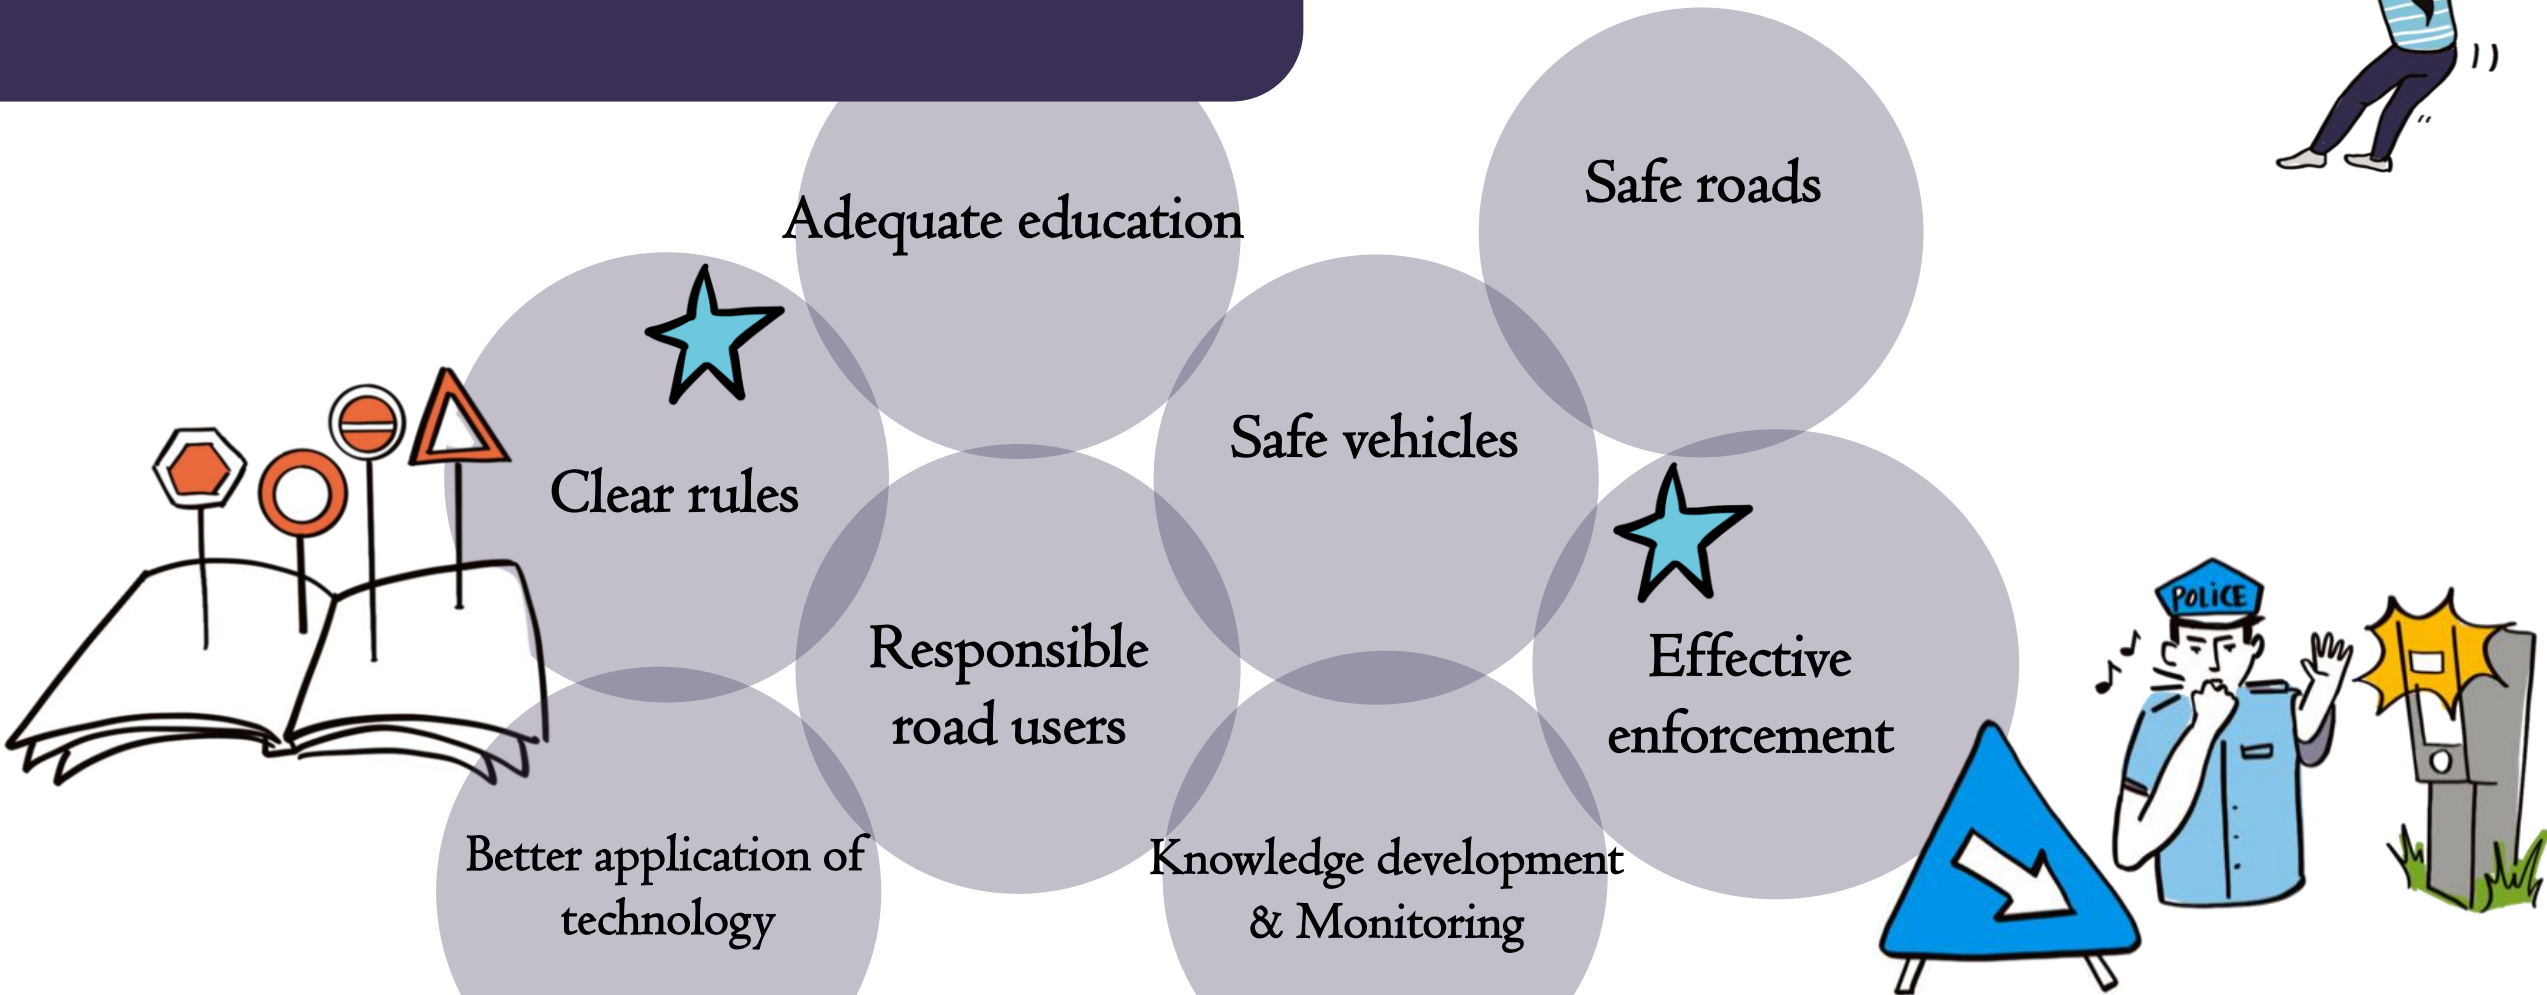 Adequate education
Safe roads
Clear rules
Safe vehicles
Responsible
road users
Effective
enforcement
POLiCE
Better application of
technology
Knowledge development
& Monitoring